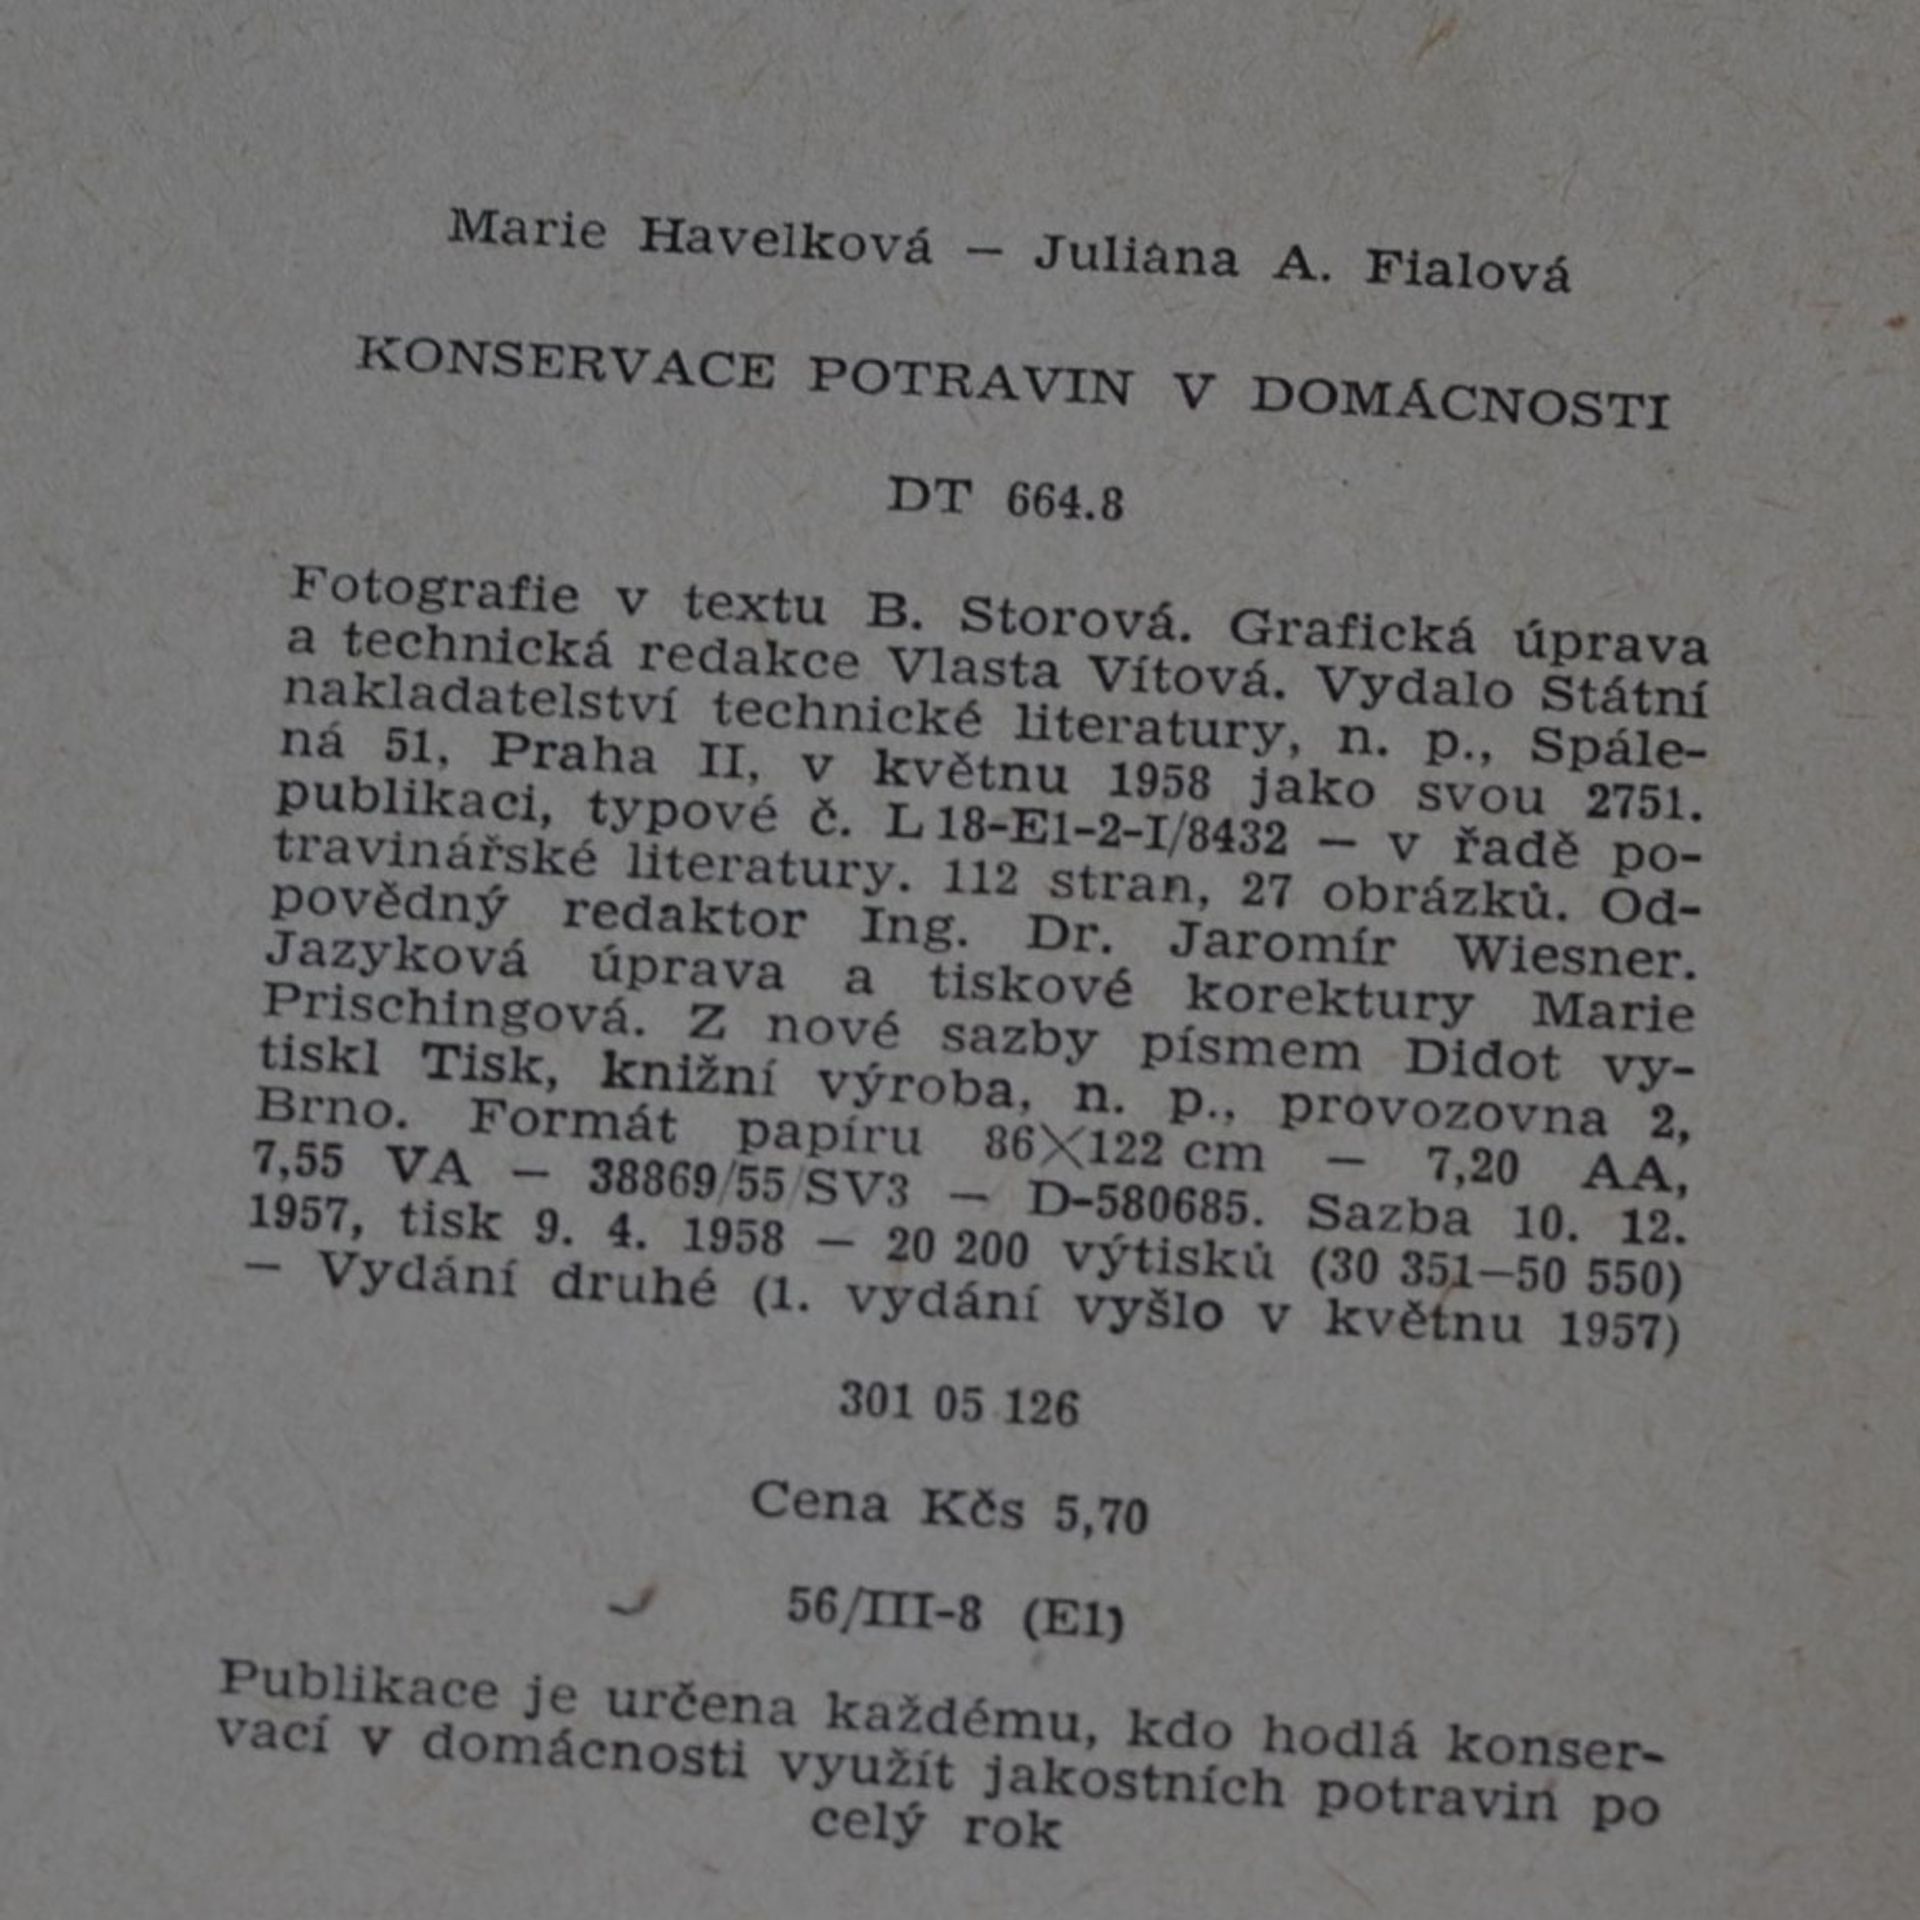 Marie Havelková — Juliana A. Fialová
KONSERVACE POTRAVIN V DOMÁCNOSTI
DT 664.8
Fotografie v textu B. Storová. Grafická úprava
a technická redakce Vlasta Vítová. Vydalo Státní
nakladatelství technické literatury, n. p., Spále-
ná 51, Praha II, v květnu 1958 jako svou 2751.
publikaci, typové č. L 18-E1-2-I/8432 — v řadě po-
travinářské literatury. 112 stran, 27 obrázků. Od-
povědný redaktor Ing. Dr. Jaromír Wiesner.
Jazyková úprava a tiskové korektury Marie
Prischingová. Z nové sazby písmem Didot vy-
tiskl Tisk, knižní výroba, n. p., provozovna 2,
Brno. Formát papíru 86×122 cm — 7,20 AA,
7,55 VA — 38869/55/SV3 — D-580685. Sazba 10. 12.
1957, tisk 9. 4. 1958 — 20 200 výtisků (30 351—50 550)
— Vydání druhé (1. vydání vyšlo v květnu 1957)
301 05 126
Cena Kčs 5,70
56/III-8 (E1)
Publikace je určena každému, kdo hodlá konser-
vací v domácnosti využít jakostních potravin po
celý rok